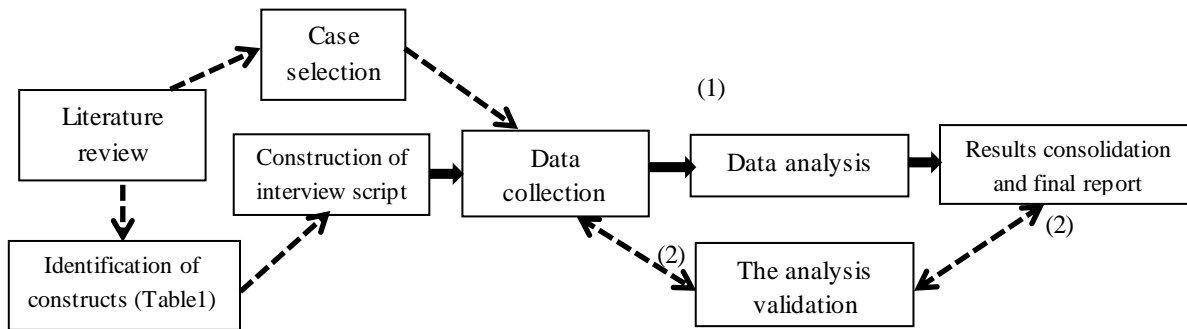 Case
selection
(1)
Literature
review
Construction of
interview script
Data
collection
Data analysis
Results consolidation
and final report
Identification of
constructs (Table1)
(2)
The analysis
validation
(2)